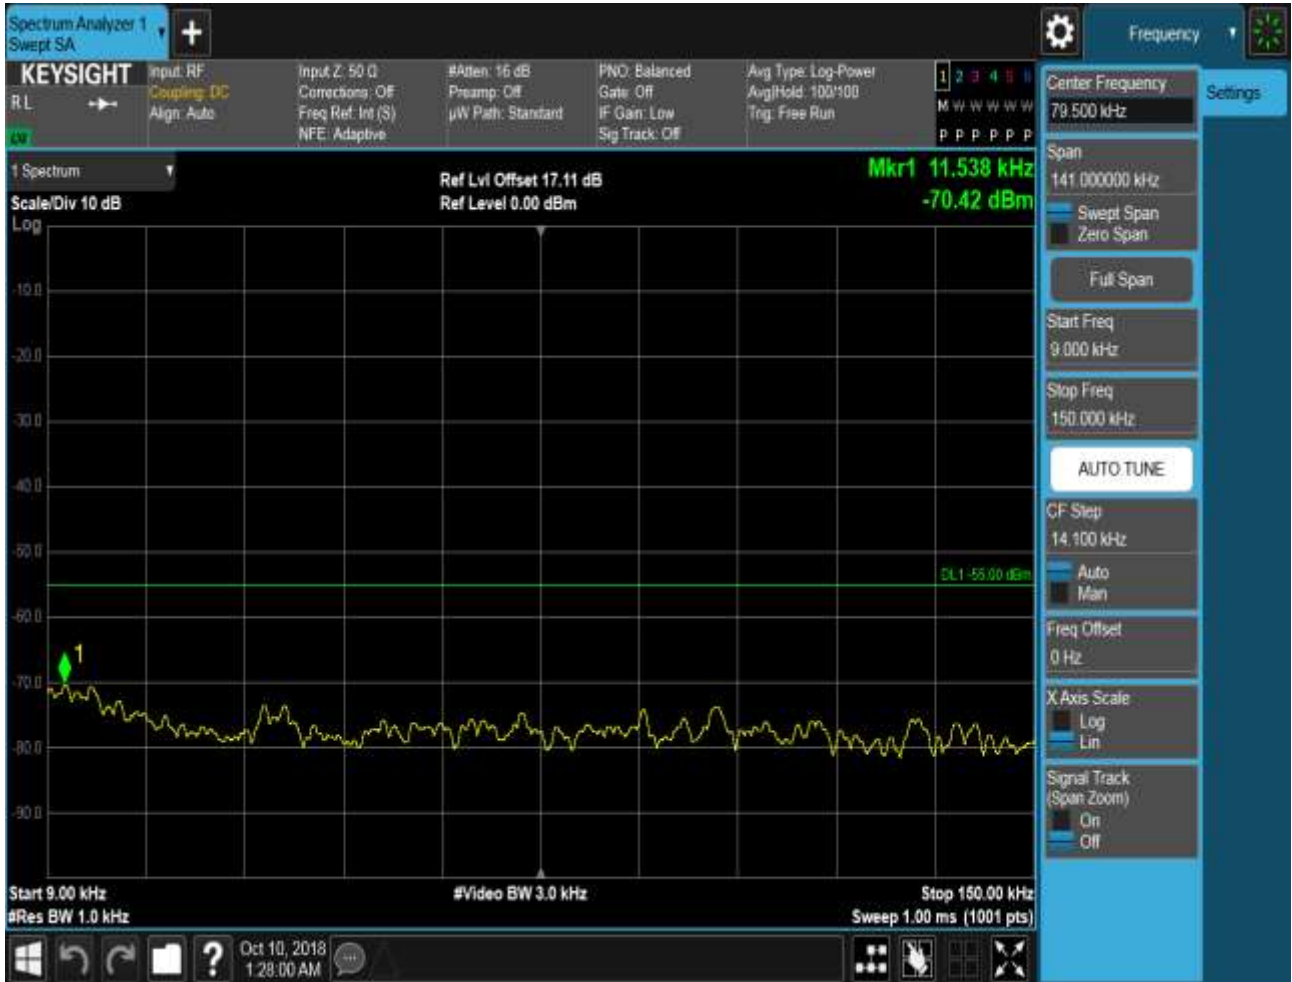 Spectrum Analyzer 1
Swept SA
+
Frequency
KEYSIGHT
RL
Input: RF
Coupling: DC
Align: Auto
Input Z: 50 Ω
Corrections: Off
Freq Ref: Int (S)
NFE: Adaptive
#Atten: 16 dB
Preamp: Off
µW Path: Standard
PNO: Balanced
Gate: Off
IF Gain: Low
Sig Track: Off
Avg Type: Log-Power
Avg|Hold: 100/100
Trig: Free Run
1 2 3 4 5 6
M W W W W W
P P P P P P
1 Spectrum
Scale/Div 10 dB
Log
Ref Lvl Offset 17.11 dB
Ref Level 0.00 dBm
Mkr1 11.538 kHz
-70.42 dBm
-10.0
-20.0
-30.0
-40.0
-50.0
DL1 -55.00 dBm
-60.0
1
-70.0
-80.0
-90.0
Start 9.00 kHz
#Res BW 1.0 kHz
#Video BW 3.0 kHz
Stop 150.00 kHz
Sweep 1.00 ms (1001 pts)
?
Oct 10, 2018
1:28:00 AM
Center Frequency
79.500 kHz
Settings
Span
141.000000 kHz
Swept Span
Zero Span
Full Span
Start Freq
9.000 kHz
Stop Freq
150.000 kHz
AUTO TUNE
CF Step
14.100 kHz
Auto
Man
Freq Offset
0 Hz
X Axis Scale
Log
Lin
Signal Track
(Span Zoom)
On
Off